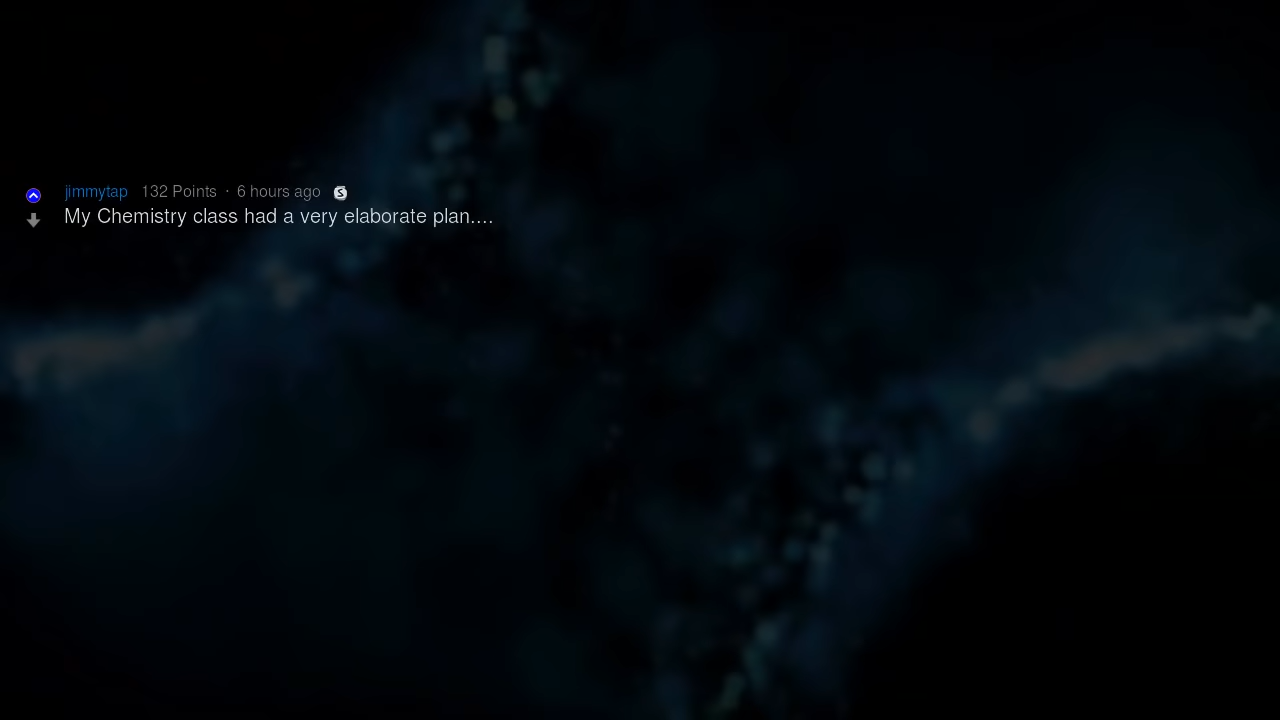 jimmytap 132 Points · 6 hours ago
My Chemistry class had a very elaborate plan....